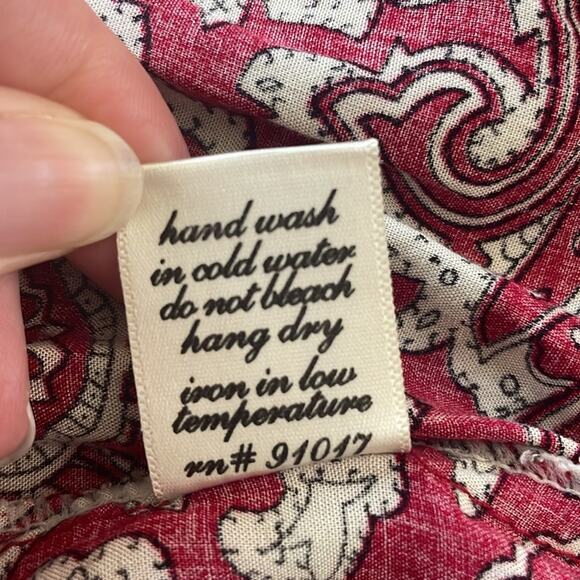 hand wash
in cold water
do not bleach
hang dry
iron in low
temperature
rn# 91017